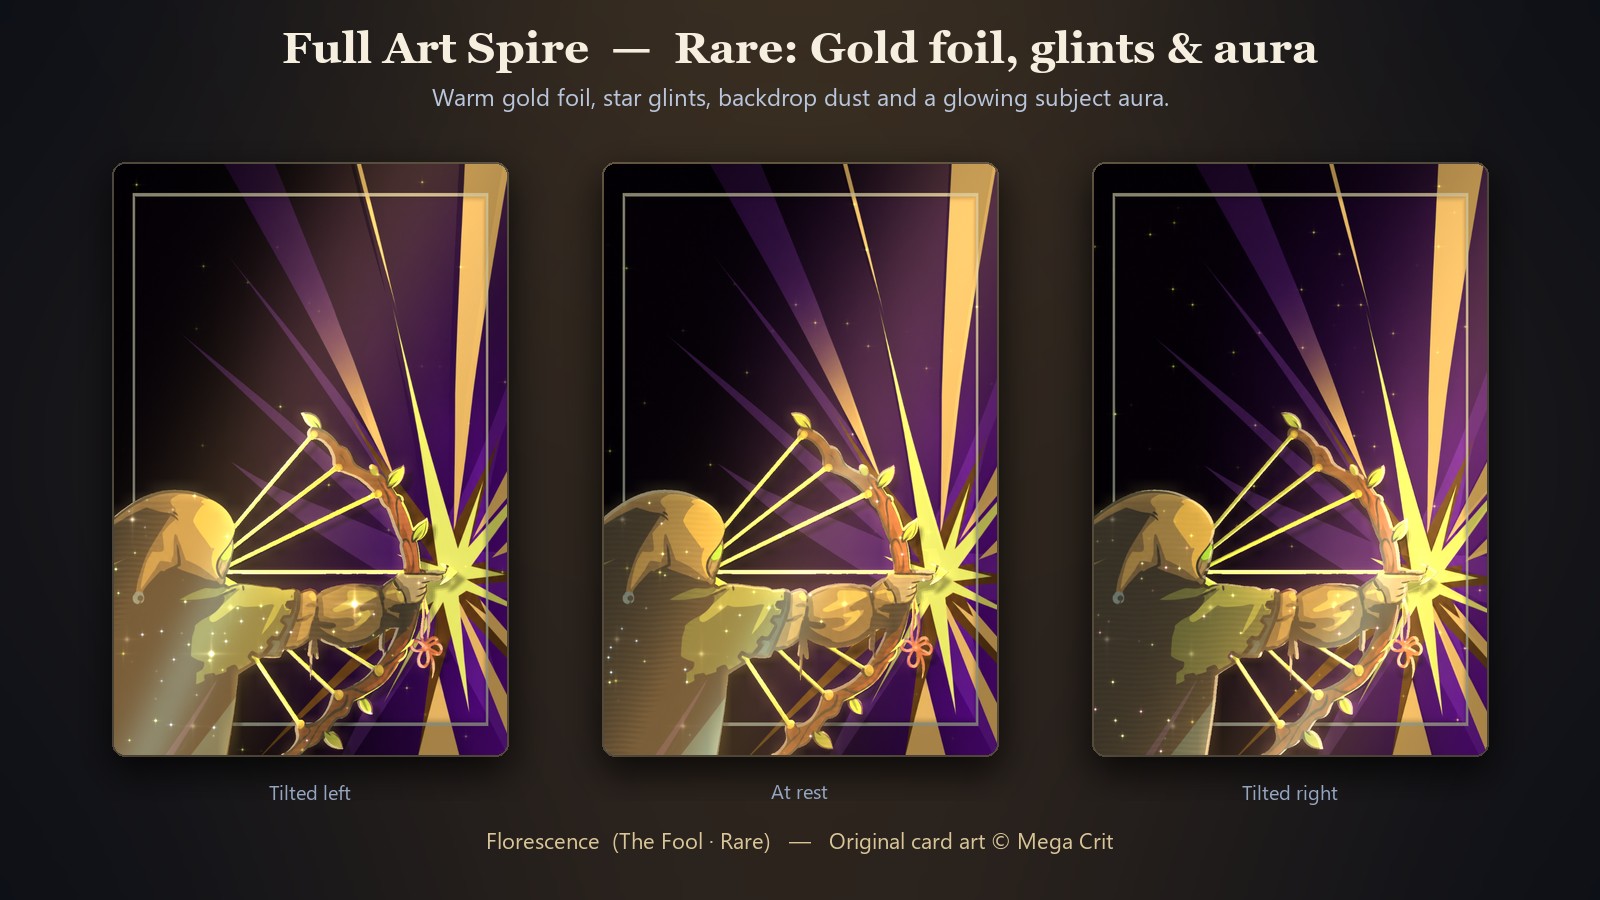 Full Art Spire — Rare: Gold foil, glints & aura
Warm gold foil, star glints, backdrop dust and a glowing subject aura.
Tilted left
At rest
Tilted right
Florescence (The Fool · Rare) — Original card art © Mega Crit